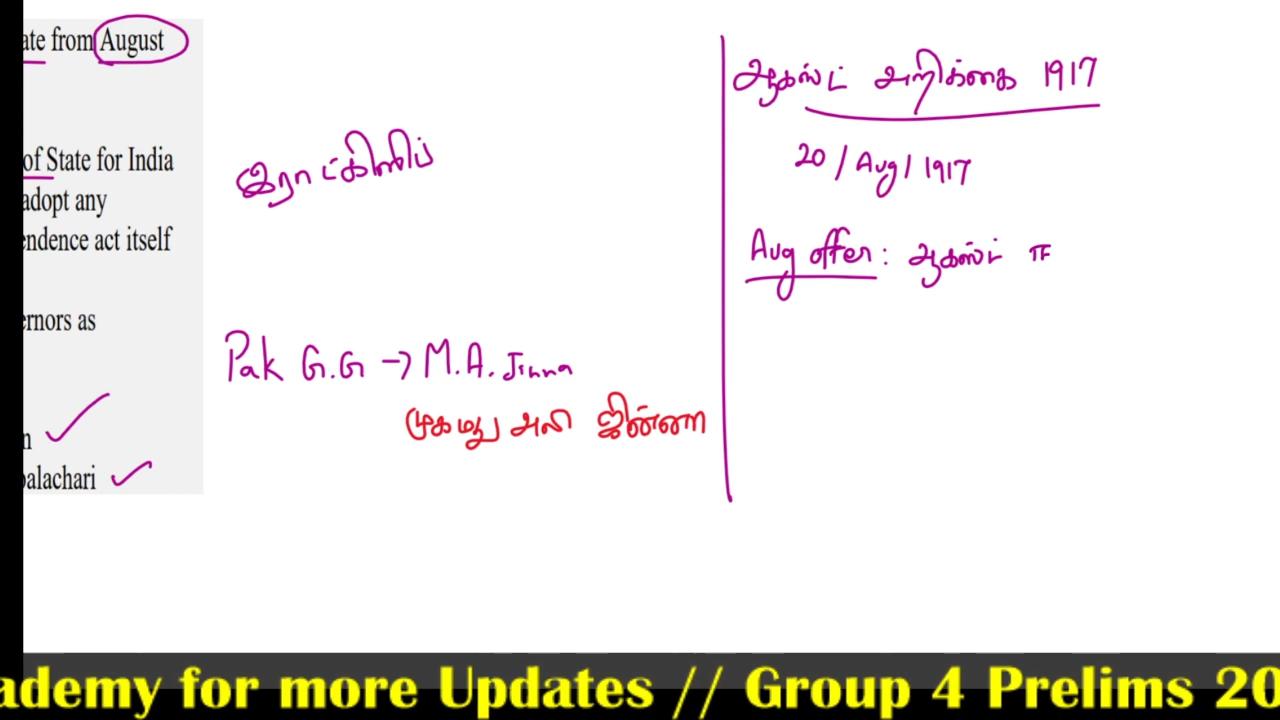 ate from August
of State for India
adopt any
endence act itself
ernors as
n
palachari
இராட்கிளிப்
Pak G.G → M.A. Jinna
முகமது அலி ஜின்னா
ஆகஸ்ட் அறிக்கை 1917
20/Aug/1917
Aug offer: ஆகஸ்ட்
ademy for more Updates // Group 4 Prelims 20